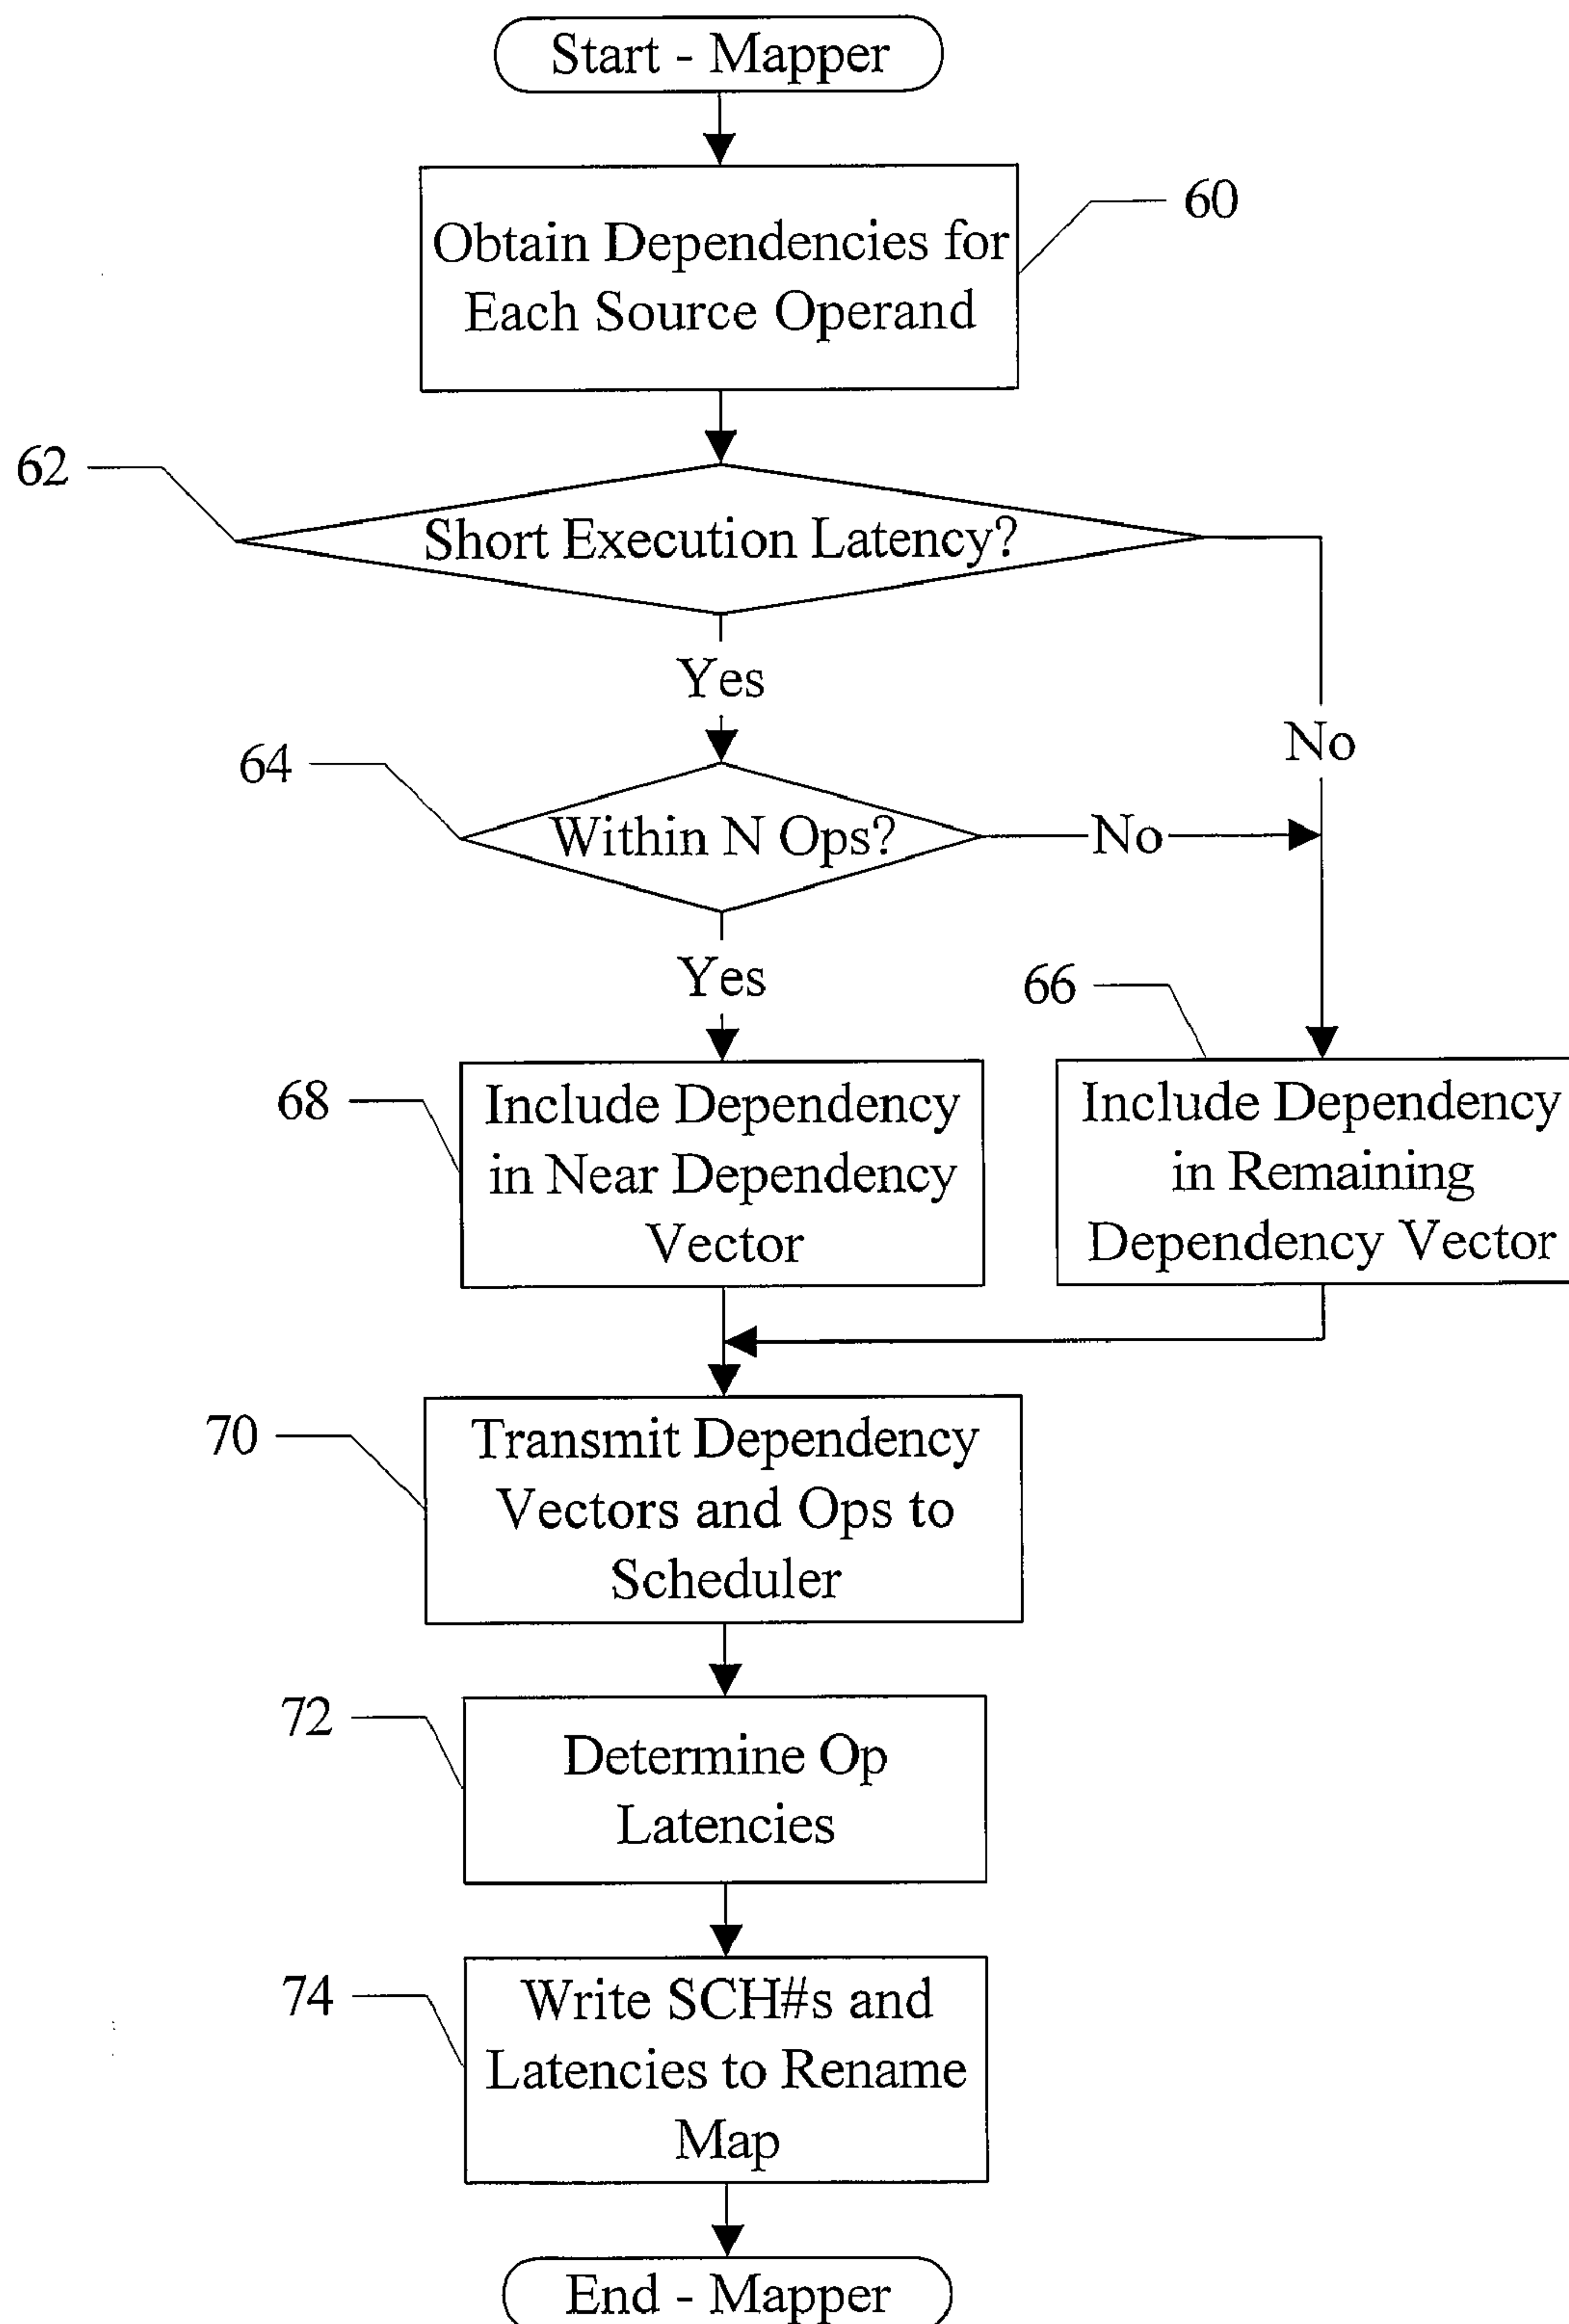 Start - Mapper
60
Obtain Dependencies for
Each Source Operand
62
Short Execution Latency?
Yes
No
64
Within N Ops?
No
Yes
66
68
Include Dependency
in Near Dependency
Vector
Include Dependency
in Remaining
Dependency Vector
70
Transmit Dependency
Vectors and Ops to
Scheduler
72
Determine Op
Latencies
74
Write SCH#s and
Latencies to Rename
Map
End - Mapper